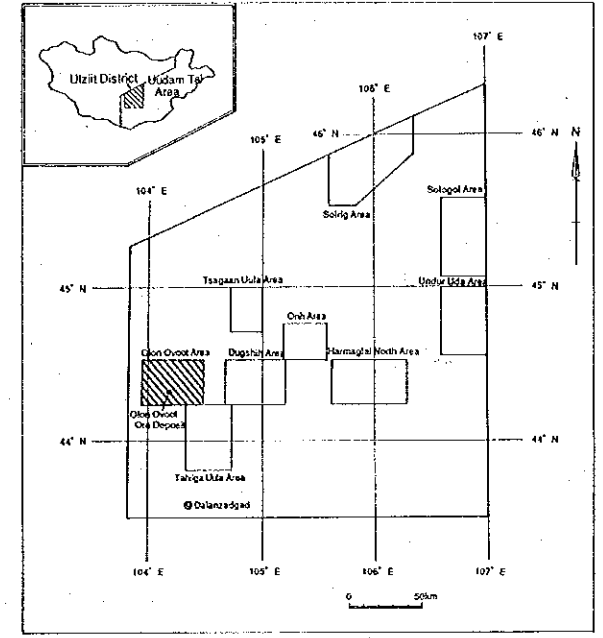 Ulziit District
Uudam Tal
Area
107° E
106° E
46° N
46° N
N
105° E
104° E
Sologol Area
Solrig Area
Tsagaan Uula Area
Undur Uda Area
45° N
45° N
Onh Area
Olon Ovoot Area
Dugshih Area
Harmagtai North Area
Olon Ovoot
Ore Deposit
44° N
44° N
Tahiga Uula Area
Dalanzadgad
104° E
105° E
106° E
107° E
0
50km